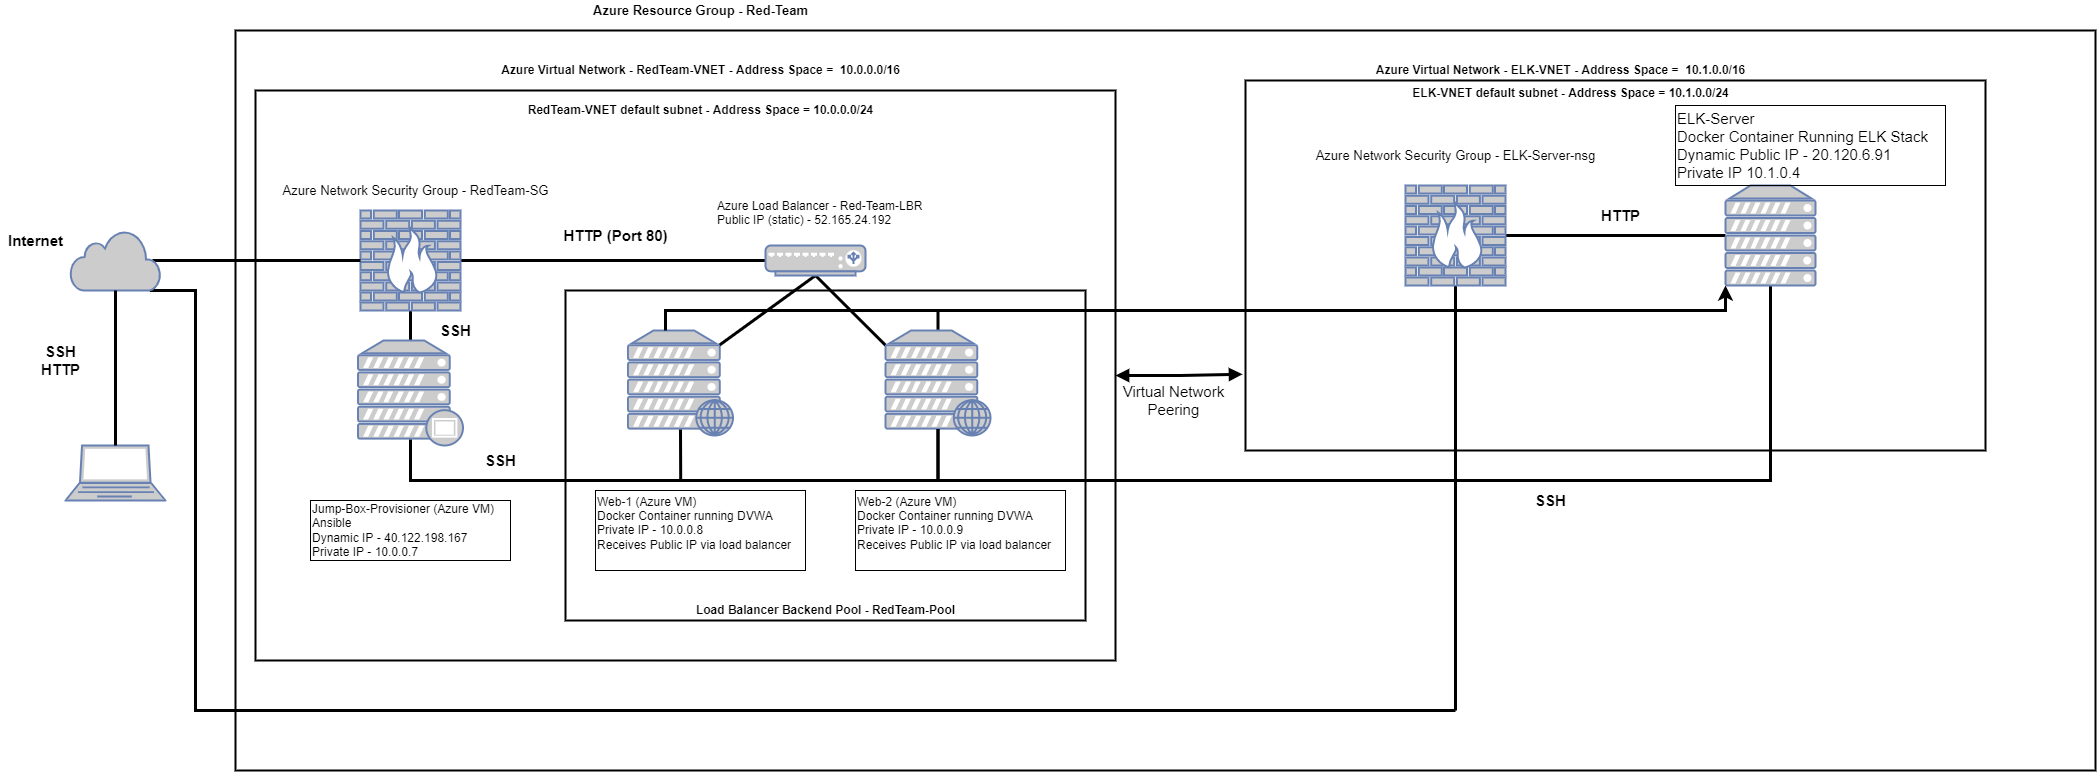 Azure Resource Group - Red-Team
Azure Virtual Network - RedTeam-VNET - Address Space =  10.0.0.0/16
Azure Virtual Network - ELK-VNET - Address Space =  10.1.0.0/16
RedTeam-VNET default subnet - Address Space = 10.0.0.0/24
ELK-VNET default subnet - Address Space = 10.1.0.0/24
ELK-Server
Docker Container Running ELK Stack
Dynamic Public IP - 20.120.6.91
Private IP 10.1.0.4
Azure Network Security Group - ELK-Server-nsg
Azure Network Security Group - RedTeam-SG
Azure Load Balancer - Red-Team-LBR
Public IP (static) - 52.165.24.192
HTTP
Internet
HTTP (Port 80)
SSH
SSH
HTTP
Virtual Network
Peering
SSH
SSH
Jump-Box-Provisioner (Azure VM)
Ansible
Dynamic IP - 40.122.198.167
Private IP - 10.0.0.7
Web-1 (Azure VM)
Docker Container running DVWA
Private IP - 10.0.0.8
Receives Public IP via load balancer
Web-2 (Azure VM)
Docker Container running DVWA
Private IP - 10.0.0.9
Receives Public IP via load balancer
Load Balancer Backend Pool - RedTeam-Pool